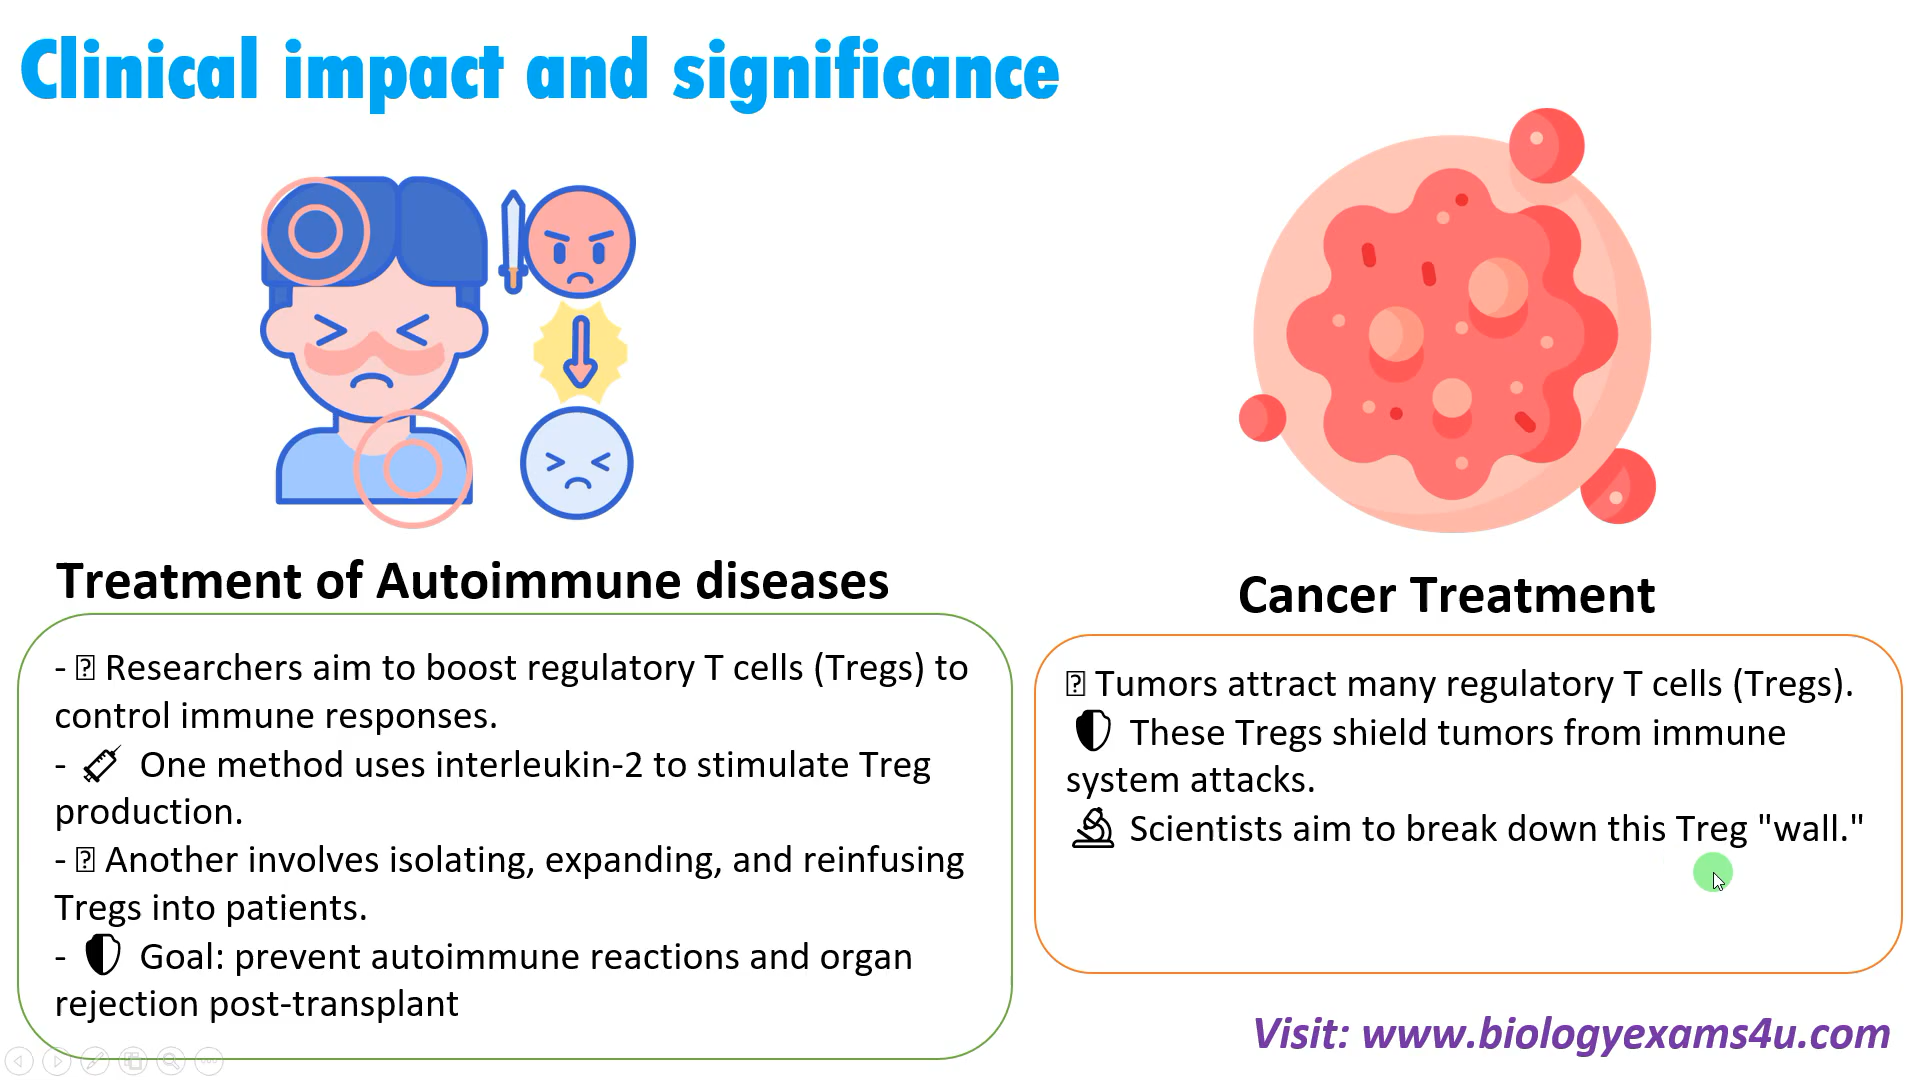 Clinical impact and significance
Treatment of Autoimmune diseases
- Researchers aim to boost regulatory T cells (Tregs) to
control immune responses.
- One method uses interleukin-2 to stimulate Treg
production.
- Another involves isolating, expanding, and reinfusing
Tregs into patients.
- Goal: prevent autoimmune reactions and organ
rejection post-transplant
Cancer Treatment
Tumors attract many regulatory T cells (Tregs).
These Tregs shield tumors from immune
system attacks.
Scientists aim to break down this Treg "wall."
Visit: www.biologyexams4u.com